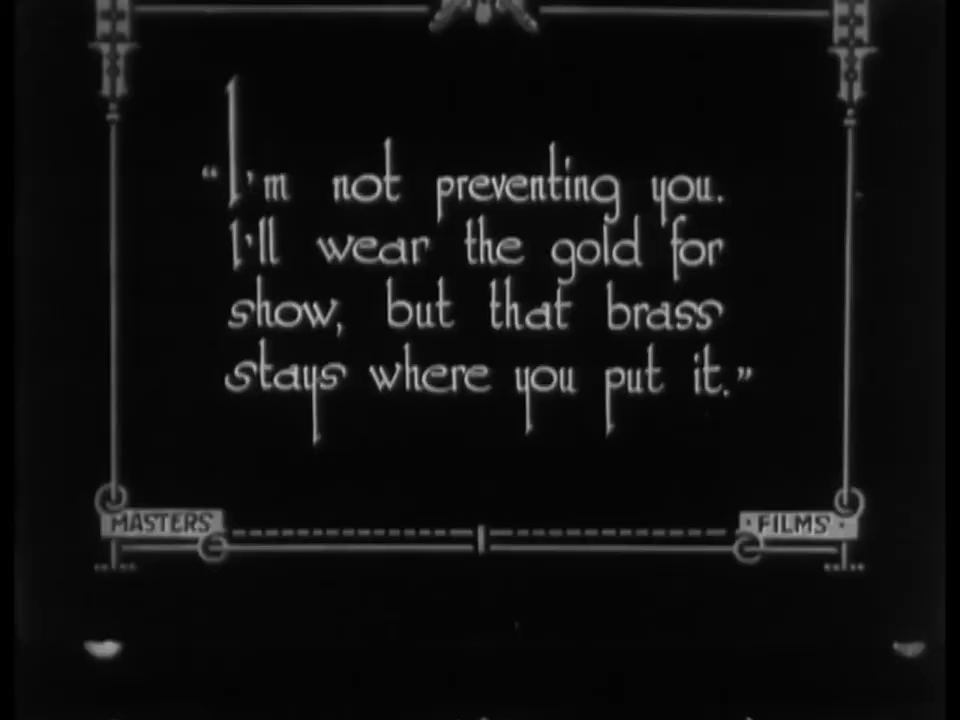 “I'm not preventing you.
I'll wear the gold for
show, but that brass
stays where you put it.”
MASTERS
· FILMS ·